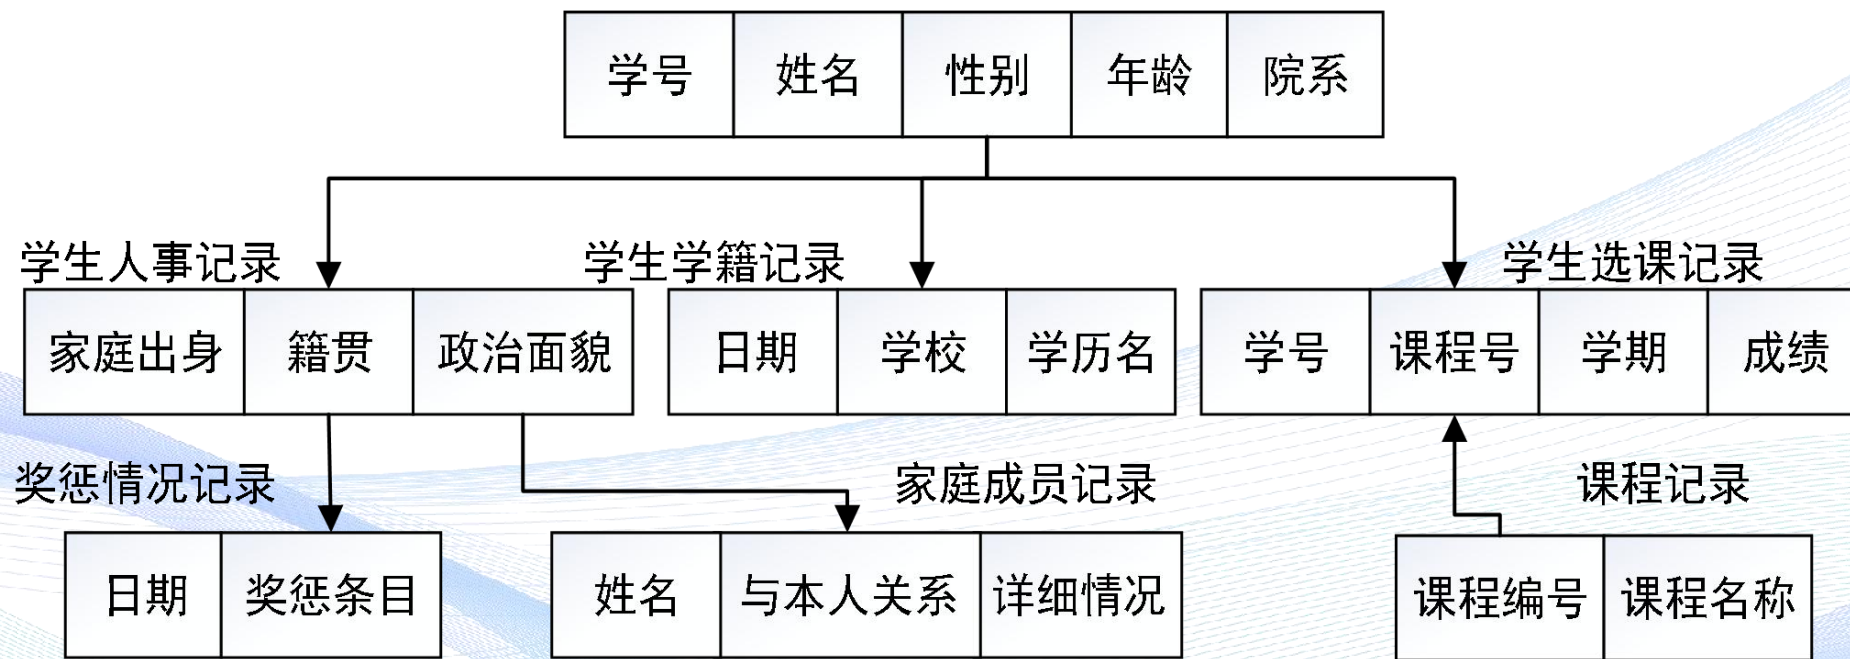 学号 姓名 性别 年龄 院系
学生人事记录 学生学籍记录 学生选课记录
家庭出身 籍贯 政治面貌 日期 学校 学历名 学号 课程号 学期 成绩
奖惩情况记录 家庭成员记录 课程记录
日期 奖惩条目 姓名 与本人关系 详细情况 课程编号 课程名称